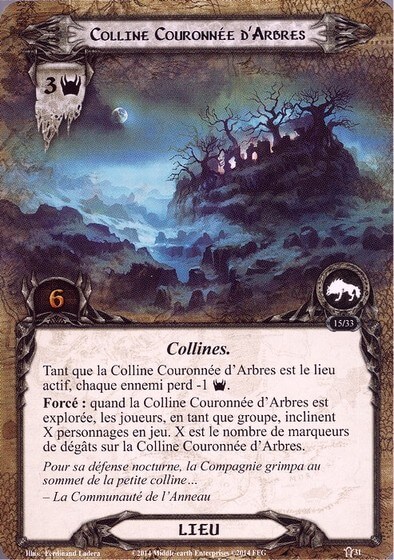 Colline Couronnée d'Arbres
3
6
15/33
Collines.
Tant que la Colline Couronnée d'Arbres est le lieu
actif, chaque ennemi perd -1 .
Forcé : quand la Colline Couronnée d'Arbres est
explorée, les joueurs, en tant que groupe, inclinent
X personnages en jeu. X est le nombre de marqueurs
de dégâts sur la Colline Couronnée d'Arbres.
Pour sa défense nocturne, la Compagnie grimpa au
sommet de la petite colline…
– La Communauté de l'Anneau
LIEU
Illus. Ferdinand Ladera ©2014 Middle-earth Enterprises ©2014 FFG 31